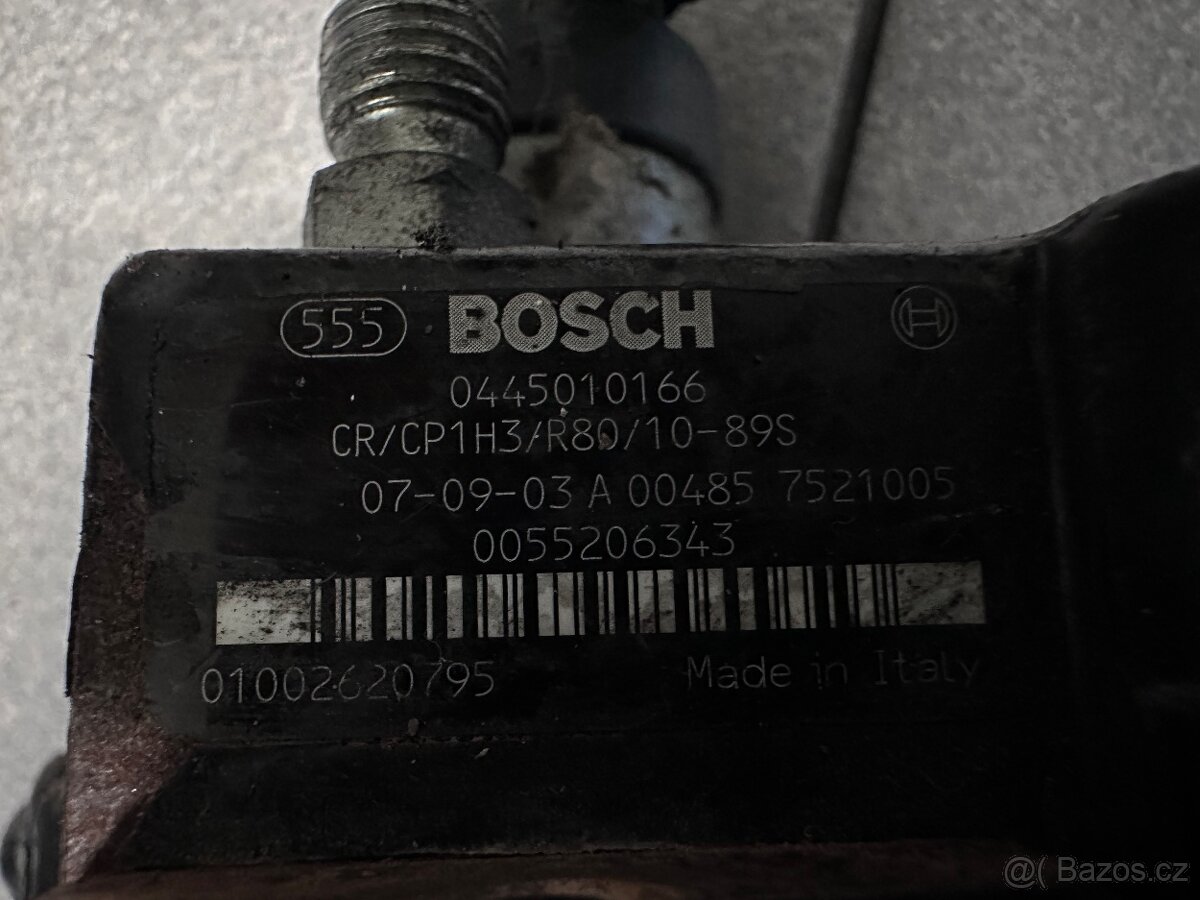 555 BOSCH
0445010166
CR/CP1H3/R80/10-89S
07-09-03 A 00485 7521005
0055206343
01002620795 Made in Italy
@( Bazos.cz